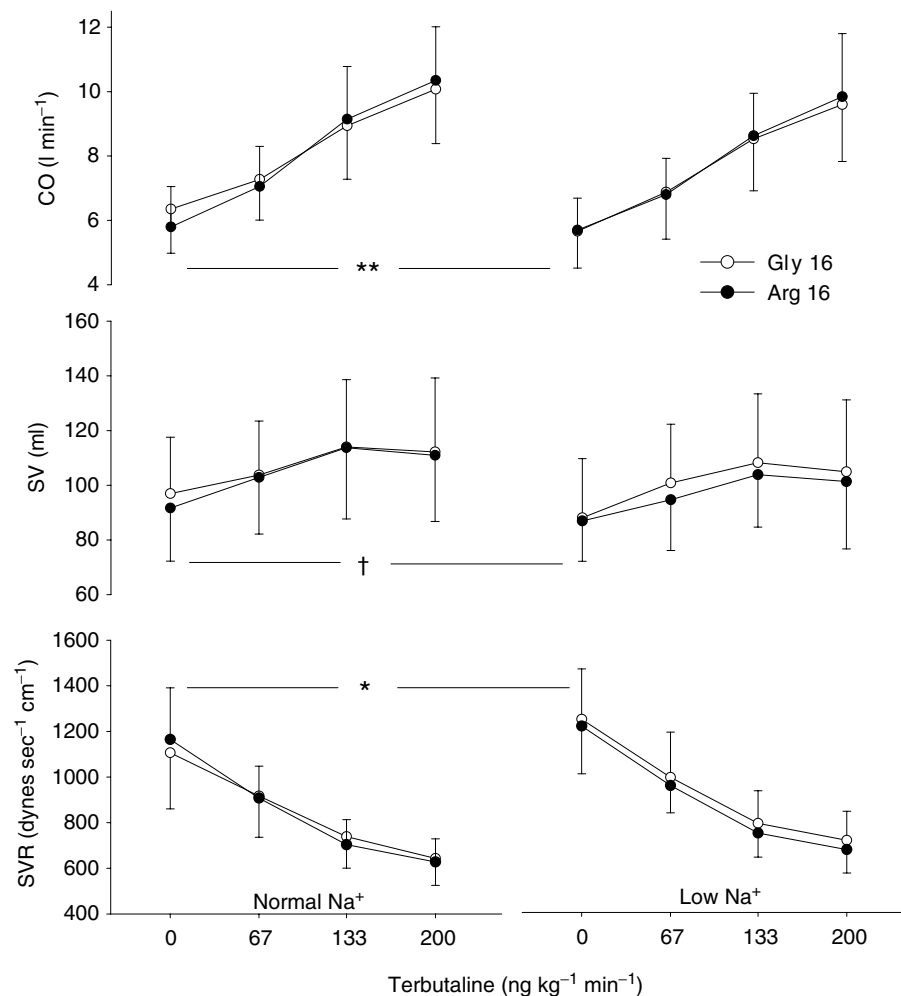 12
10
8
6
4
CO (l min⁻¹)
**
Gly 16
Arg 16
160
140
120
100
80
60
SV (ml)
†
1600
1400
1200
1000
800
600
400
SVR (dynes sec⁻¹ cm⁻¹)
*
Normal Na⁺
Low Na⁺
0 67 133 200 0 67 133 200
Terbutaline (ng kg⁻¹ min⁻¹)